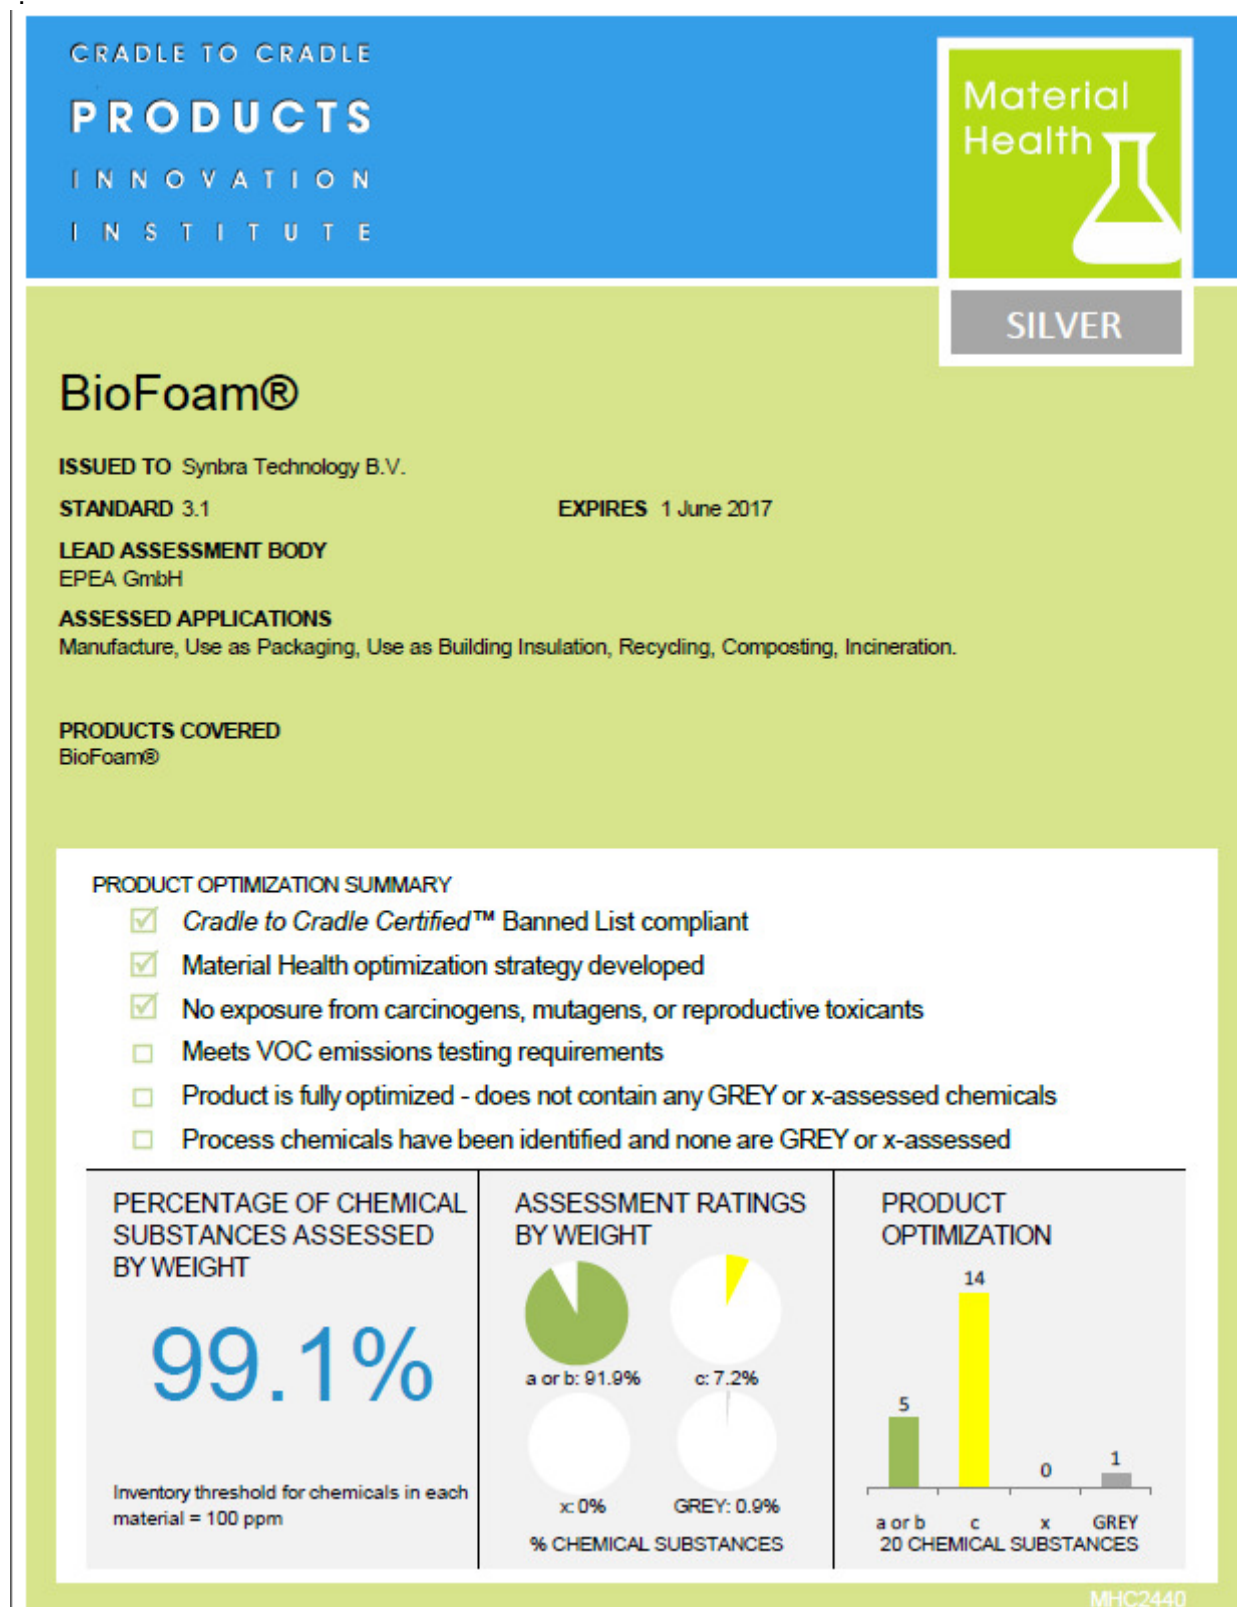 CRADLE TO CRADLE
PRODUCTS
INNOVATION
INSTITUTE
Material
Health
SILVER
BioFoam®
ISSUED TO Synbra Technology B.V.
STANDARD 3.1 EXPIRES 1 June 2017
LEAD ASSESSMENT BODY
EPEA GmbH
ASSESSED APPLICATIONS
Manufacture, Use as Packaging, Use as Building Insulation, Recycling, Composting, Incineration.
PRODUCTS COVERED
BioFoam®
PRODUCT OPTIMIZATION SUMMARY
Cradle to Cradle Certified™ Banned List compliant
Material Health optimization strategy developed
No exposure from carcinogens, mutagens, or reproductive toxicants
Meets VOC emissions testing requirements
Product is fully optimized - does not contain any GREY or x-assessed chemicals
Process chemicals have been identified and none are GREY or x-assessed
PERCENTAGE OF CHEMICAL
SUBSTANCES ASSESSED
BY WEIGHT
99.1%
Inventory threshold for chemicals in each
material = 100 ppm
ASSESSMENT RATINGS
BY WEIGHT
a or b: 91.9% c: 7.2%
x: 0% GREY: 0.9%
% CHEMICAL SUBSTANCES
PRODUCT
OPTIMIZATION
14
5
0
1
a or b c x GREY
20 CHEMICAL SUBSTANCES
MHC2440